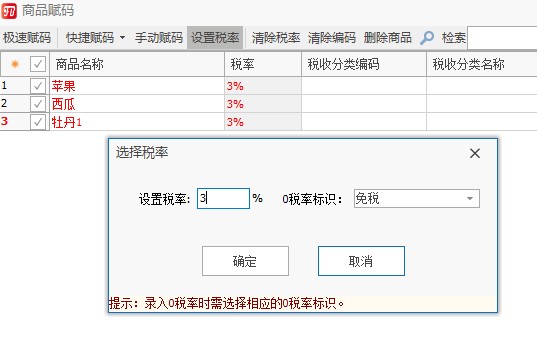 商品赋码
极速赋码 快捷赋码 手动赋码 设置税率 清除税率 清除编码 删除商品 检索
商品名称 税率 税收分类编码 税收分类名称
1 苹果 3%
2 西瓜 3%
3 牡丹1 3%
选择税率
设置税率: 3 % 0税率标识： 免税
确定 取消
提示：录入0税率时需选择相应的0税率标识。